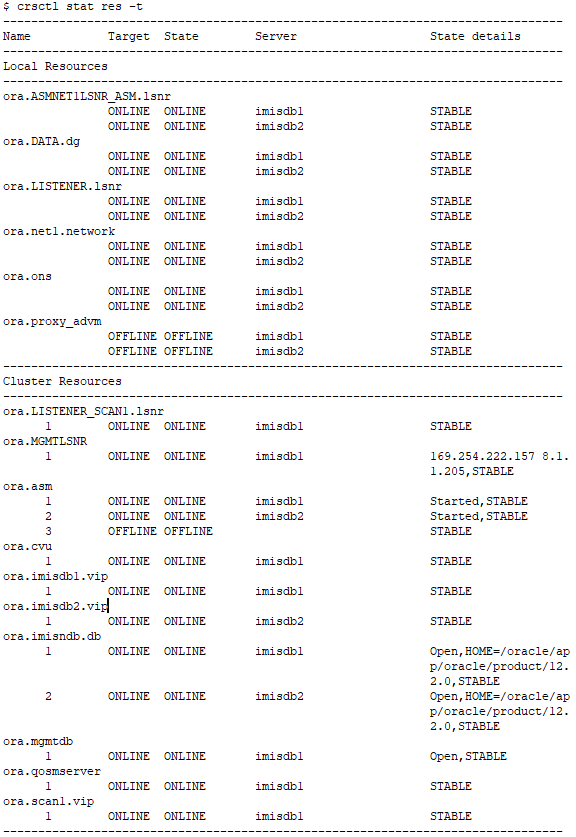 $ crsctl stat res -t
--------------------------------------------------------------------------------
Name           Target  State        Server                   State details
--------------------------------------------------------------------------------
Local Resources
--------------------------------------------------------------------------------
ora.ASMNET1LSNR_ASM.lsnr
               ONLINE  ONLINE       imisdb1                  STABLE
               ONLINE  ONLINE       imisdb2                  STABLE
ora.DATA.dg
               ONLINE  ONLINE       imisdb1                  STABLE
               ONLINE  ONLINE       imisdb2                  STABLE
ora.LISTENER.lsnr
               ONLINE  ONLINE       imisdb1                  STABLE
               ONLINE  ONLINE       imisdb2                  STABLE
ora.net1.network
               ONLINE  ONLINE       imisdb1                  STABLE
               ONLINE  ONLINE       imisdb2                  STABLE
ora.ons
               ONLINE  ONLINE       imisdb1                  STABLE
               ONLINE  ONLINE       imisdb2                  STABLE
ora.proxy_advm
               OFFLINE OFFLINE      imisdb1                  STABLE
               OFFLINE OFFLINE      imisdb2                  STABLE
--------------------------------------------------------------------------------
Cluster Resources
--------------------------------------------------------------------------------
ora.LISTENER_SCAN1.lsnr
      1        ONLINE  ONLINE       imisdb1                  STABLE
ora.MGMTLSNR
      1        ONLINE  ONLINE       imisdb1                  169.254.222.157 8.1.
                                                             1.205,STABLE
ora.asm
      1        ONLINE  ONLINE       imisdb1                  Started,STABLE
      2        ONLINE  ONLINE       imisdb2                  Started,STABLE
      3        OFFLINE OFFLINE                               STABLE
ora.cvu
      1        ONLINE  ONLINE       imisdb1                  STABLE
ora.imisdb1.vip
      1        ONLINE  ONLINE       imisdb1                  STABLE
ora.imisdb2.vip
      1        ONLINE  ONLINE       imisdb2                  STABLE
ora.imisndb.db
      1        ONLINE  ONLINE       imisdb1                  Open,HOME=/oracle/ap
                                                             p/oracle/product/12.
                                                             2.0,STABLE
      2        ONLINE  ONLINE       imisdb2                  Open,HOME=/oracle/ap
                                                             p/oracle/product/12.
                                                             2.0,STABLE
ora.mgmtdb
      1        ONLINE  ONLINE       imisdb1                  Open,STABLE
ora.qosmserver
      1        ONLINE  ONLINE       imisdb1                  STABLE
ora.scan1.vip
      1        ONLINE  ONLINE       imisdb1                  STABLE
--------------------------------------------------------------------------------